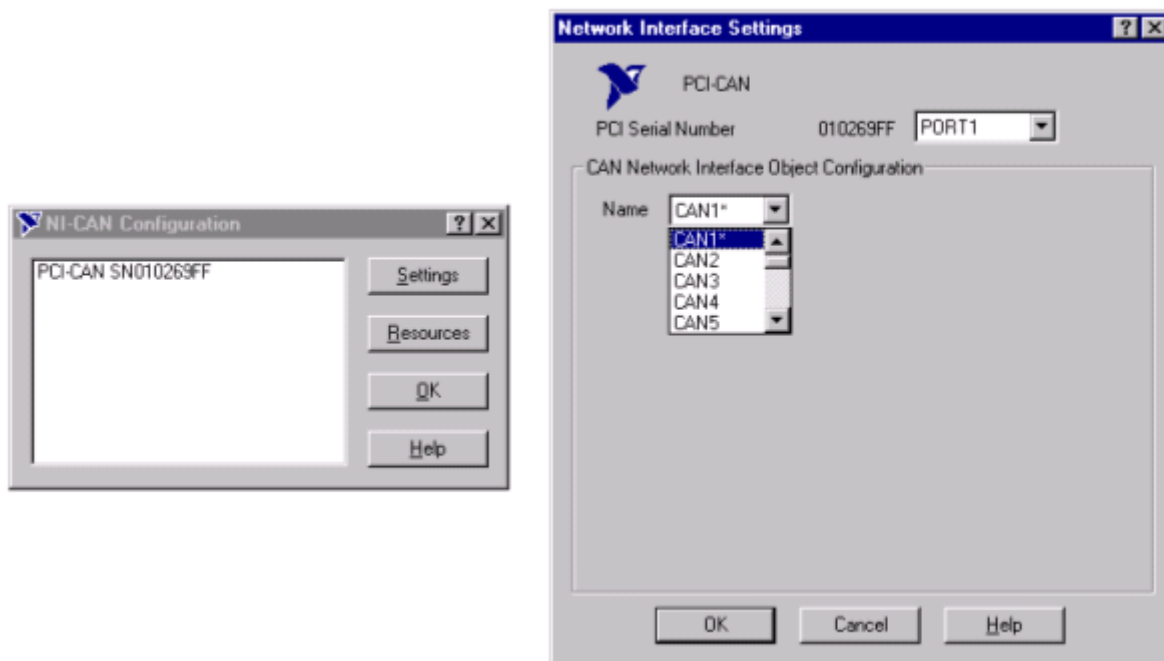 NI-CAN Configuration
PCI-CAN SN010269FF
Settings
Resources
OK
Help
Network Interface Settings
PCI-CAN
PCI Serial Number 010269FF PORT1
CAN Network Interface Object Configuration
Name CAN1*
CAN1*
CAN2
CAN3
CAN4
CAN5
OK Cancel Help